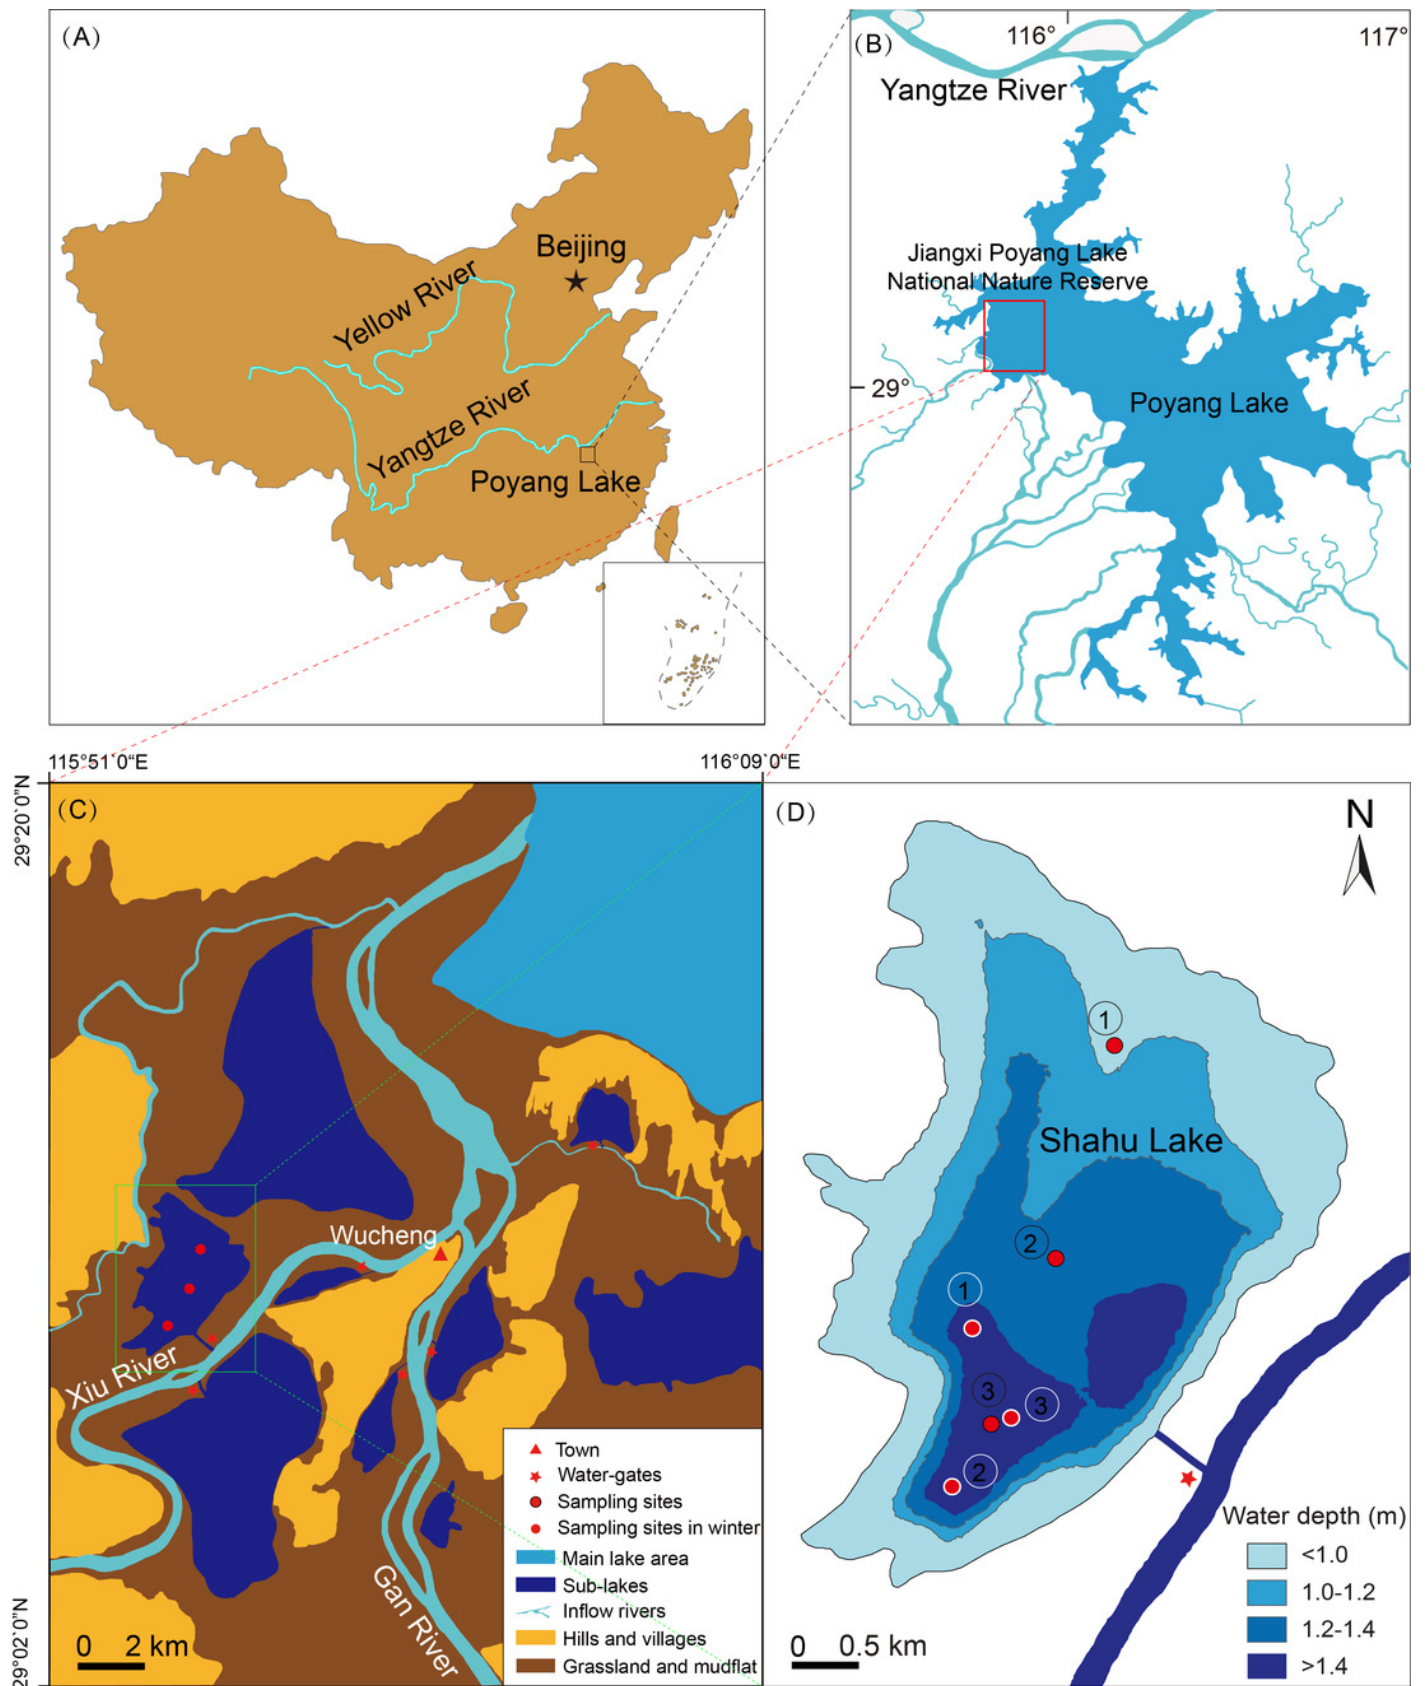 (A)
Beijing
Yellow River
Yangtze River
Poyang Lake
(B)
116°
117°
Yangtze River
Jiangxi Poyang Lake
National Nature Reserve
29°
Poyang Lake
115°51`0"E
116°09`0"E
29°20`0"N
29°02`0"N
(C)
Wucheng
Xiu River
Gan River
0 2 km
Town
Water-gates
Sampling sites
Sampling sites in winter
Main lake area
Sub-lakes
Inflow rivers
Hills and villages
Grassland and mudflat
(D)
N
1
Shahu Lake
2
1
3
3
2
0 0.5 km
Water depth (m)
<1.0
1.0-1.2
1.2-1.4
>1.4